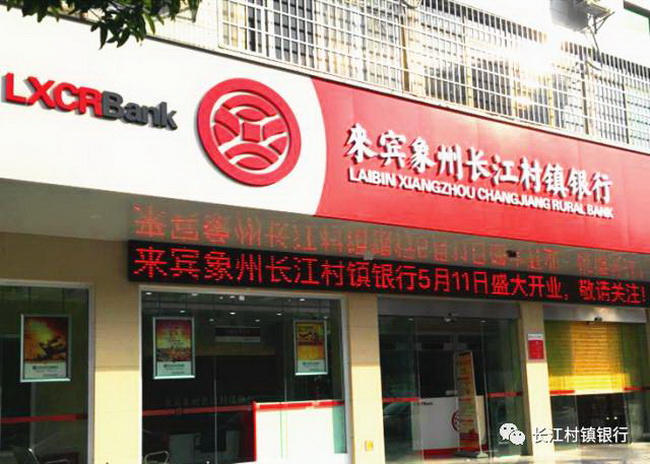 LXCRBank
来宾象州长江村镇银行
LAIBIN XIANGZHOU CHANGJIANG RURAL BANK
来宾象州长江村镇银行5月11日盛大开业，敬请关注！
LXCRBank
长江村镇银行